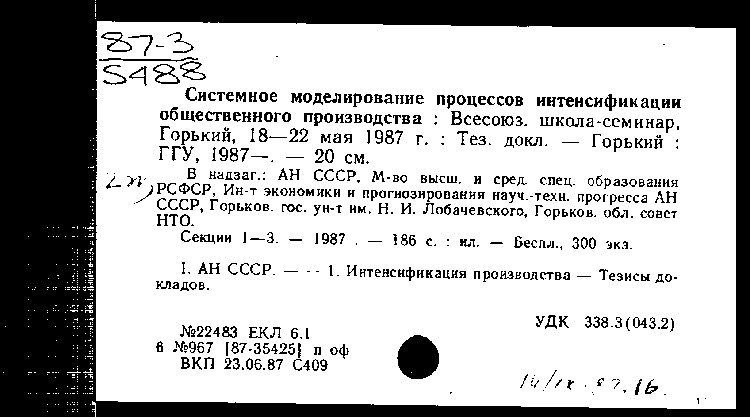 87-3
5488
Системное моделирование процессов интенсификации
общественного производства : Всесоюз. школа-семинар,
Горький, 18—22 мая 1987 г. : Тез. докл. — Горький :
ГГУ, 1987—. — 20 см.
В надзаг.: АН СССР, М-во высш. и сред. спец. образования
РСФСР, Ин-т экономики и прогнозирования науч.-техн. прогресса АН
СССР, Горьков. гос. ун-т им. Н. И. Лобачевского, Горьков. обл. совет
НТО.
Секции 1—3. — 1987 . — 186 с. : ил. — Беспл., 300 экз.
I. АН СССР. — -- 1. Интенсификация производства — Тезисы до-
кладов.
УДК 338.3(043.2)
№22483 ЕКЛ 6.1
6 №967 [87-35425] п оф
ВКП 23.06.87 С409